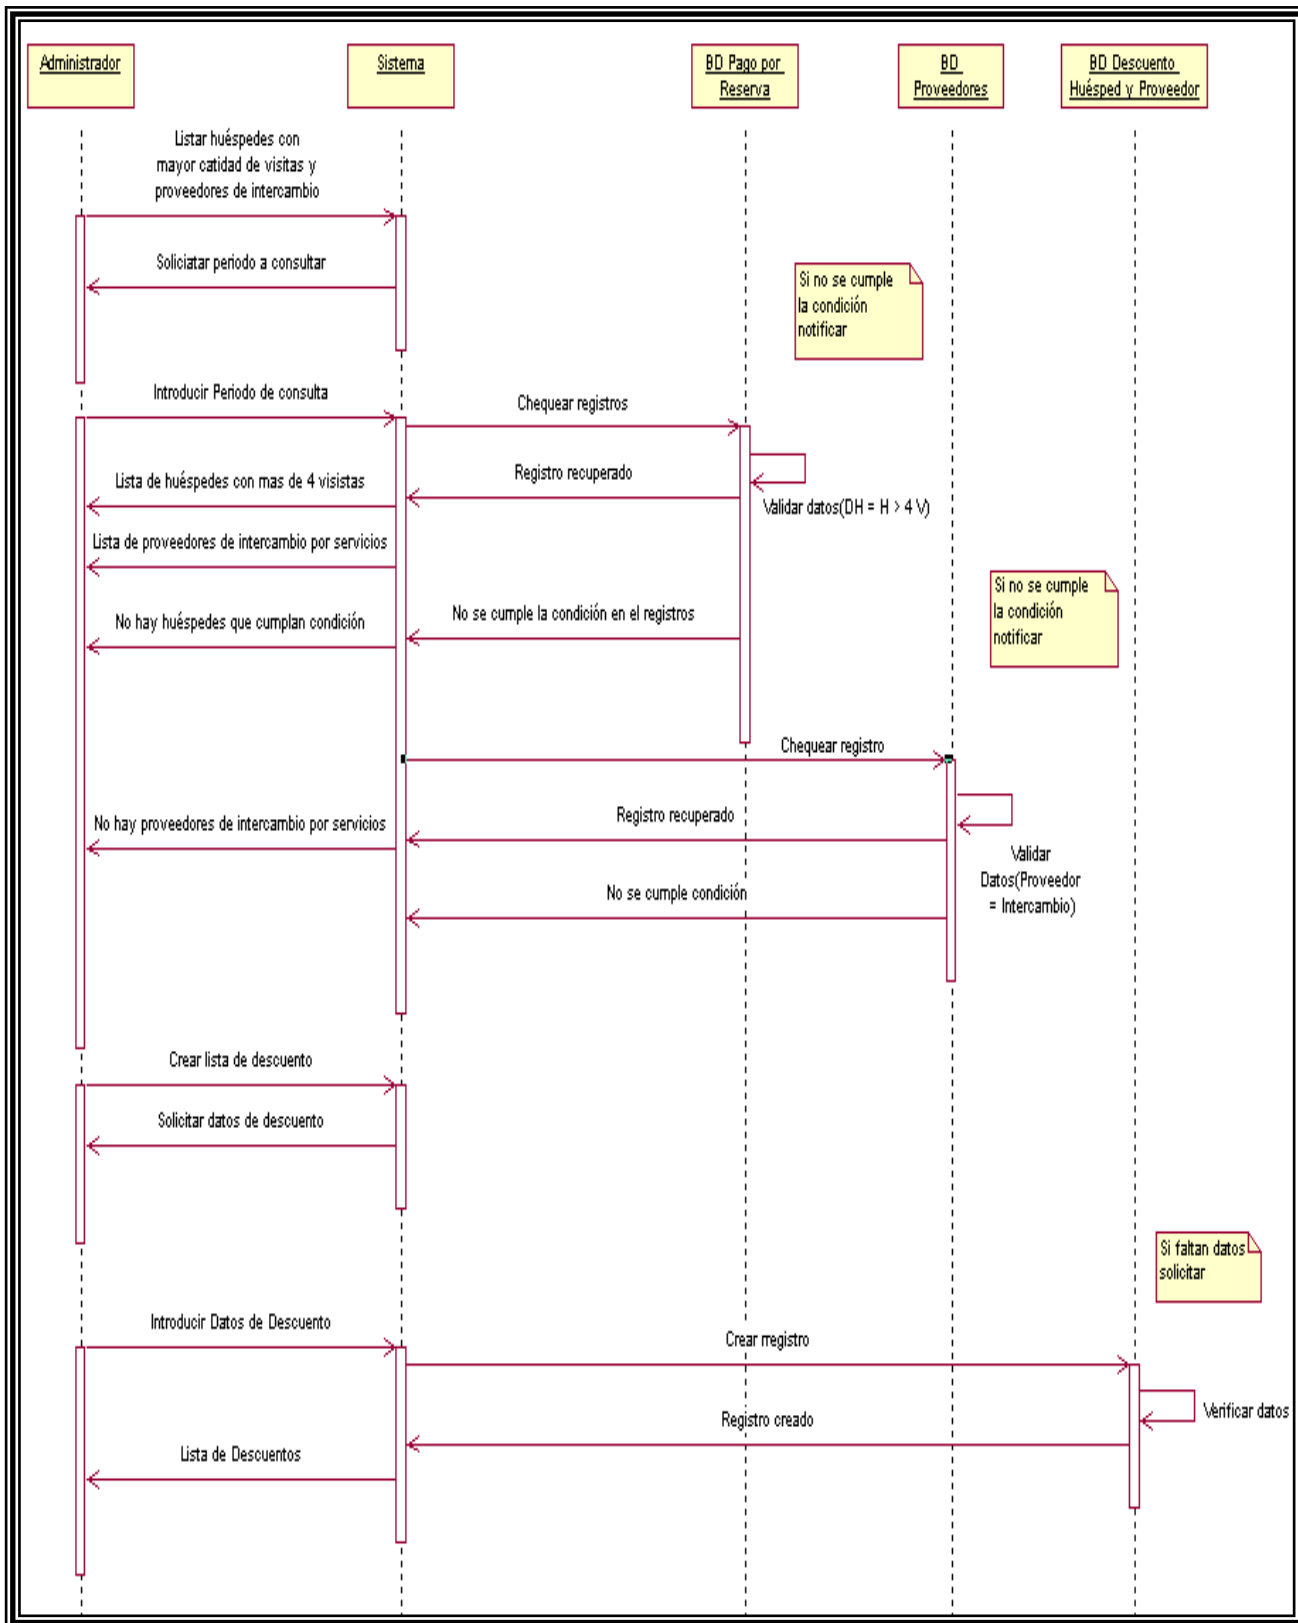 Administrador
Sistema
BD Pago por
Reserva
BD
Proveedores
BD Descuento
Huésped y Proveedor
Listar huéspedes con
mayor catidad de visitas y
proveedores de intercambio
Soliciatar periodo a consultar
Si no se cumple
la condición
notificar
Introducir Periodo de consulta
Chequear registros
Registro recuperado
Lista de huéspedes con mas de 4 visistas
Validar datos(DH = H > 4 V)
Lista de proveedores de intercambio por servicios
Si no se cumple
la condición
notificar
No se cumple la condición en el registros
No hay huéspedes que cumplan condición
Chequear registro
Registro recuperado
No hay proveedores de intercambio por servicios
Validar
Datos(Proveedor
= Intercambio)
No se cumple condición
Crear lista de descuento
Solicitar datos de descuento
Si faltan datos
solicitar
Introducir Datos de Descuento
Crear rregistro
Verificar datos
Registro creado
Lista de Descuentos